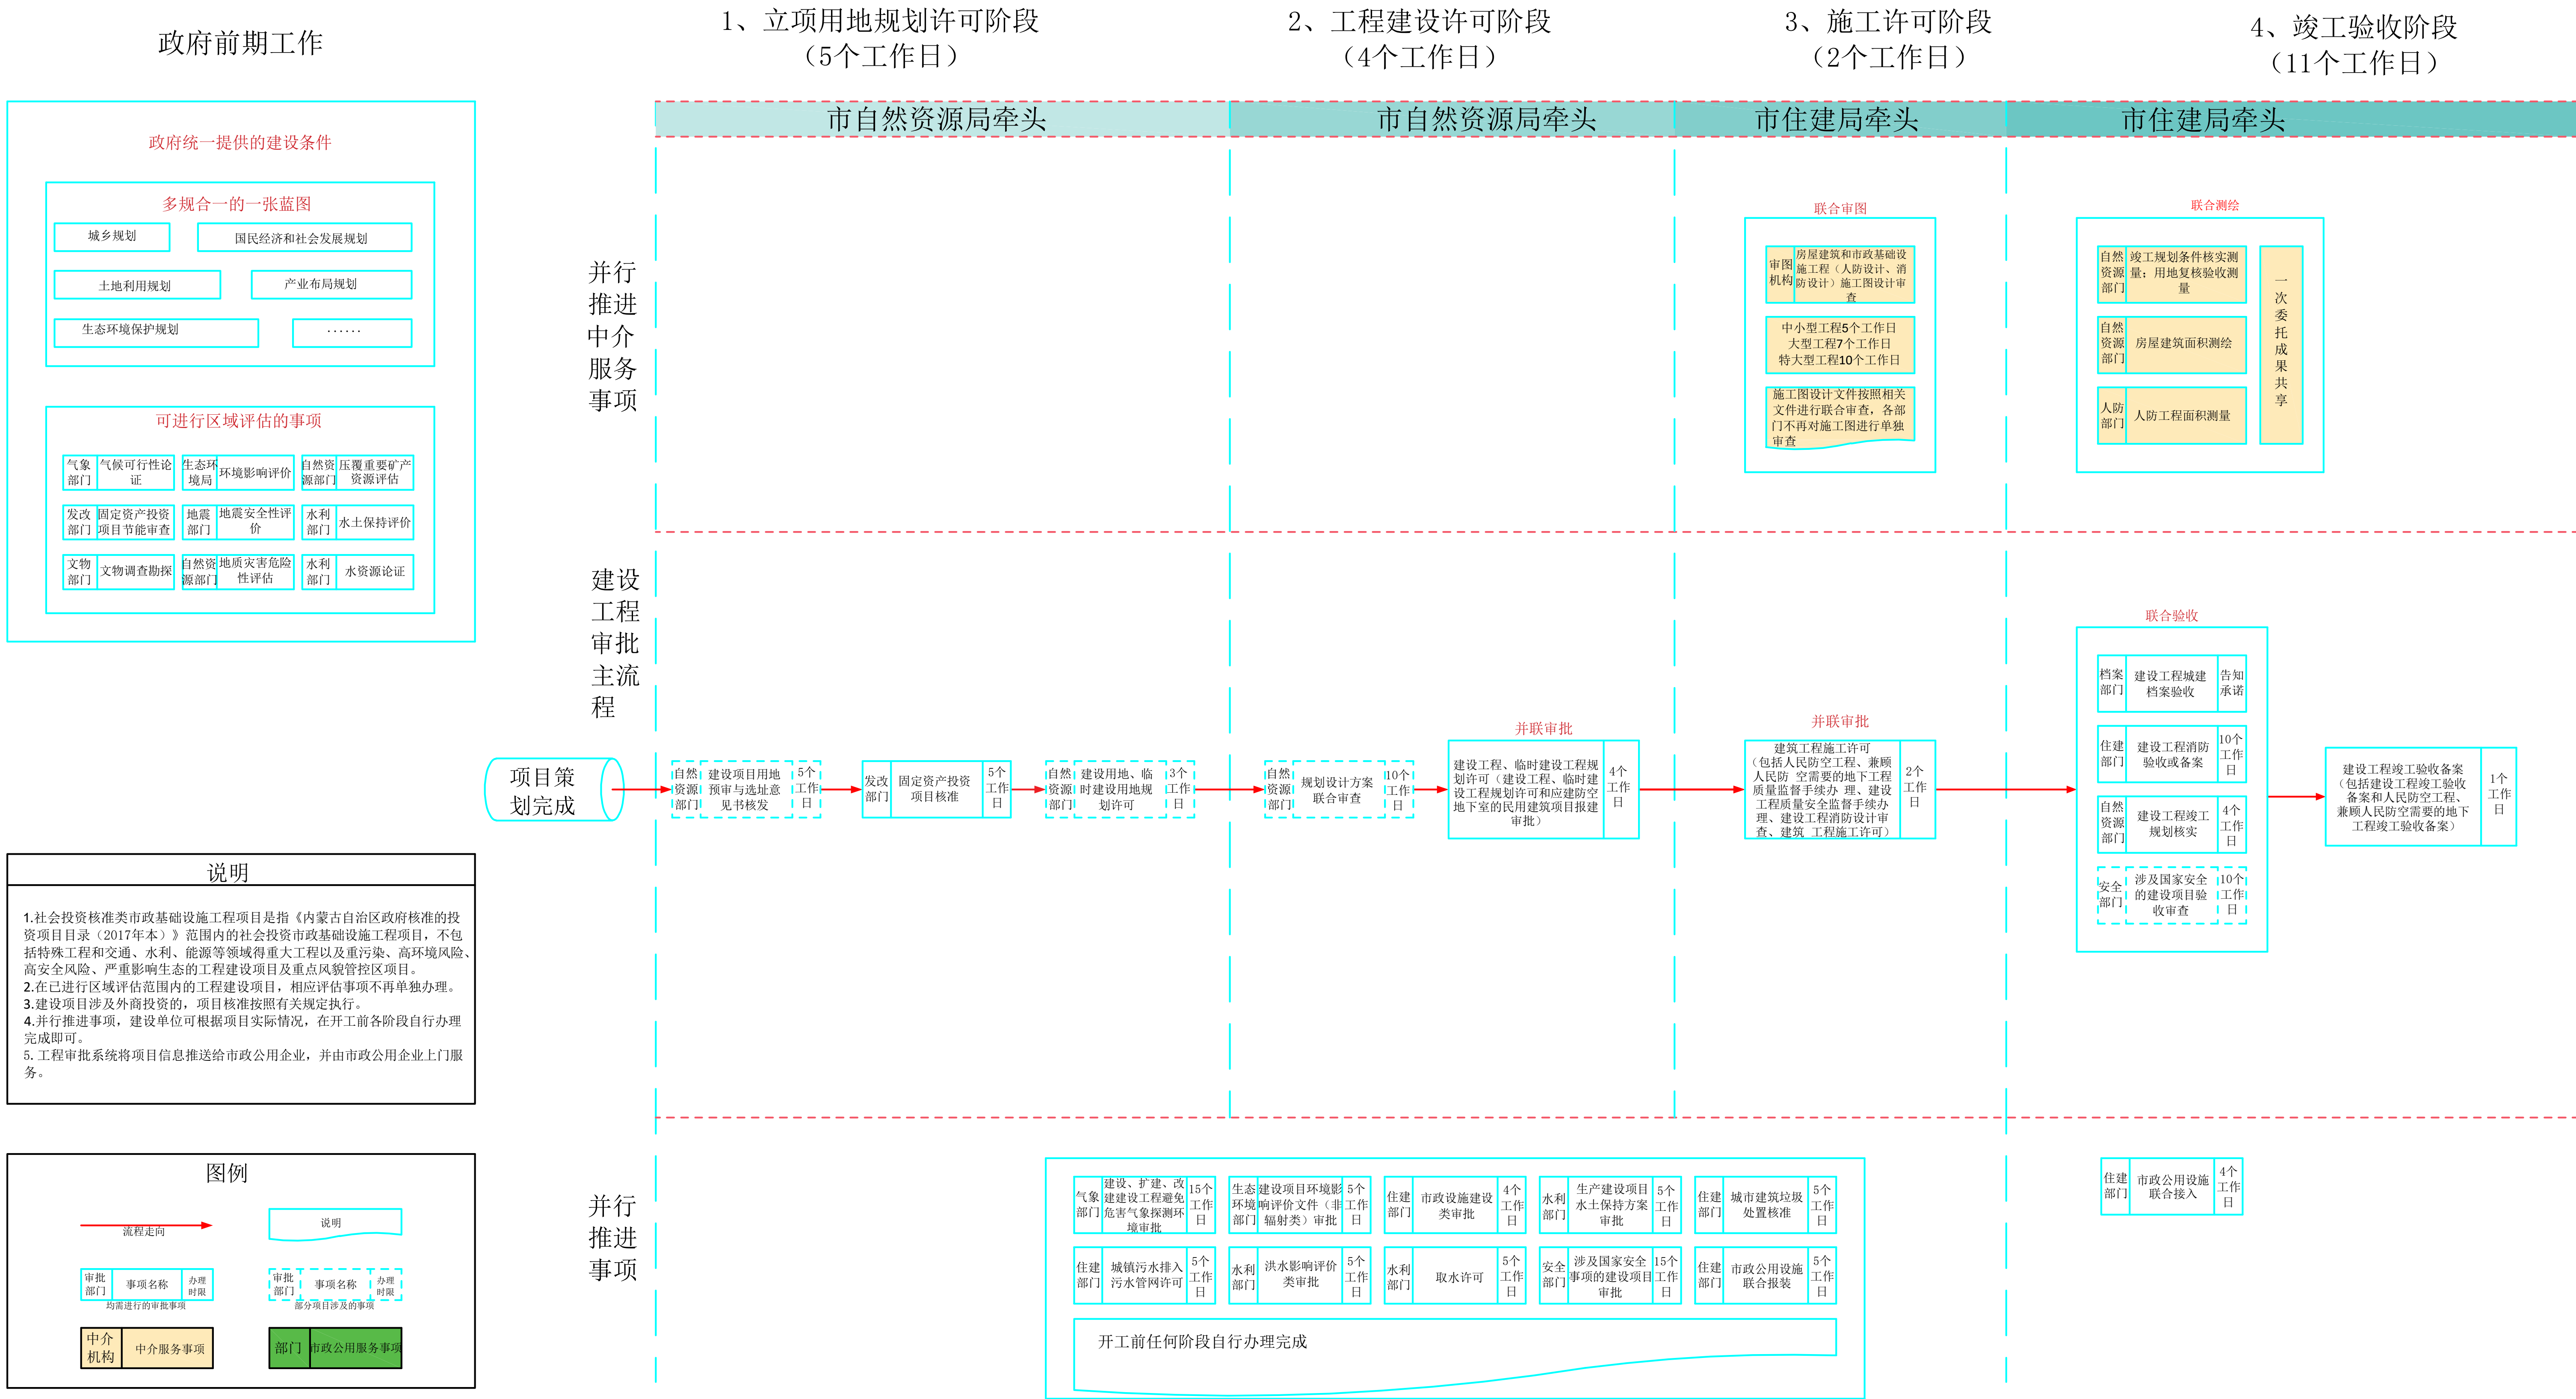 政府前期工作
1、立项用地规划许可阶段
（5个工作日）
2、工程建设许可阶段
（4个工作日）
3、施工许可阶段
（2个工作日）
4、竣工验收阶段
（11个工作日）
市自然资源局牵头
市自然资源局牵头
市住建局牵头
市住建局牵头
政府统一提供的建设条件
多规合一的一张蓝图
城乡规划
国民经济和社会发展规划
土地利用规划
产业布局规划
生态环境保护规划
......
可进行区域评估的事项
气象
部门
气候可行性论
证
生态环
境局
环境影响评价
自然资
源部门
压覆重要矿产
资源评估
发改
部门
固定资产投资
项目节能审查
地震
部门
地震安全性评
价
水利
部门
水土保持评价
文物
部门
文物调查勘探
自然资
源部门
地质灾害危险
性评估
水利
部门
水资源论证
并行
推进
中介
服务
事项
联合审图
审图
机构
房屋建筑和市政基础设
施工程（人防设计、消
防设计）施工图设计审
查
中小型工程5个工作日
大型工程7个工作日
特大型工程10个工作日
施工图设计文件按照相关
文件进行联合审查，各部
门不再对施工图进行单独
审查
联合测绘
自然
资源
部门
竣工规划条件核实测
量；用地复核验收测
量
自然
资源
部门
房屋建筑面积测绘
人防
部门
人防工程面积测量
一次委托成果共享
建设
工程
审批
主流
程
项目策
划完成
自然
资源
部门
建设项目用地
预审与选址意
见书核发
5个
工作
日
发改
部门
固定资产投资
项目核准
5个
工作
日
自然
资源
部门
建设用地、临
时建设用地规
划许可
3个
工作
日
自然
资源
部门
规划设计方案
联合审查
10个
工作
日
并联审批
建设工程、临时建设工程规
划许可（建设工程、临时建
设工程规划许可和应建防空
地下室的民用建筑项目报建
审批）
4个
工作
日
并联审批
建筑工程施工许可
（包括人民防空工程、兼顾
人民防 空需要的地下工程
质量监督手续办 理、建设
工程质量安全监督手续办
理、建设工程消防设计审
查、建筑 工程施工许可）
2个
工作
日
联合验收
档案
部门
建设工程城建
档案验收
告知
承诺
住建
部门
建设工程消防
验收或备案
10个
工作
日
自然
资源
部门
建设工程竣工
规划核实
4个
工作
日
安全
部门
涉及国家安全
的建设项目验
收审查
10个
工作
日
建设工程竣工验收备案
（包括建设工程竣工验收
备案和人民防空工程、
兼顾人民防空需要的地下
工程竣工验收备案）
1个
工作
日
说明
1.社会投资核准类市政基础设施工程项目是指《内蒙古自治区政府核准的投
资项目目录（2017年本）》范围内的社会投资市政基础设施工程项目，不包
括特殊工程和交通、水利、能源等领域得重大工程以及重污染、高环境风险、
高安全风险、严重影响生态的工程建设项目及重点风貌管控区项目。
2.在已进行区域评估范围内的工程建设项目，相应评估事项不再单独办理。
3.建设项目涉及外商投资的，项目核准按照有关规定执行。
4.并行推进事项，建设单位可根据项目实际情况，在开工前各阶段自行办理
完成即可。
5.工程审批系统将项目信息推送给市政公用企业，并由市政公用企业上门服
务。
图例
流程走向
说明
审批
部门
事项名称
办理
时限
均需进行的审批事项
审批
部门
事项名称
办理
时限
部分项目涉及的事项
中介
机构
中介服务事项
部门
市政公用服务事项
并行
推进
事项
气象
部门
建设、扩建、改
建建设工程避免
危害气象探测环
境审批
15个
工作
日
生态
环境
部门
建设项目环境影
响评价文件（非
辐射类）审批
5个
工作
日
住建
部门
市政设施建设
类审批
4个
工作
日
水利
部门
生产建设项目
水土保持方案
审批
5个
工作
日
住建
部门
城市建筑垃圾
处置核准
5个
工作
日
住建
部门
城镇污水排入
污水管网许可
5个
工作
日
水利
部门
洪水影响评价
类审批
5个
工作
日
水利
部门
取水许可
5个
工作
日
安全
部门
涉及国家安全
事项的建设项目
审批
15个
工作
日
住建
部门
市政公用设施
联合报装
5个
工作
日
开工前任何阶段自行办理完成
住建
部门
市政公用设施
联合接入
4个
工作
日